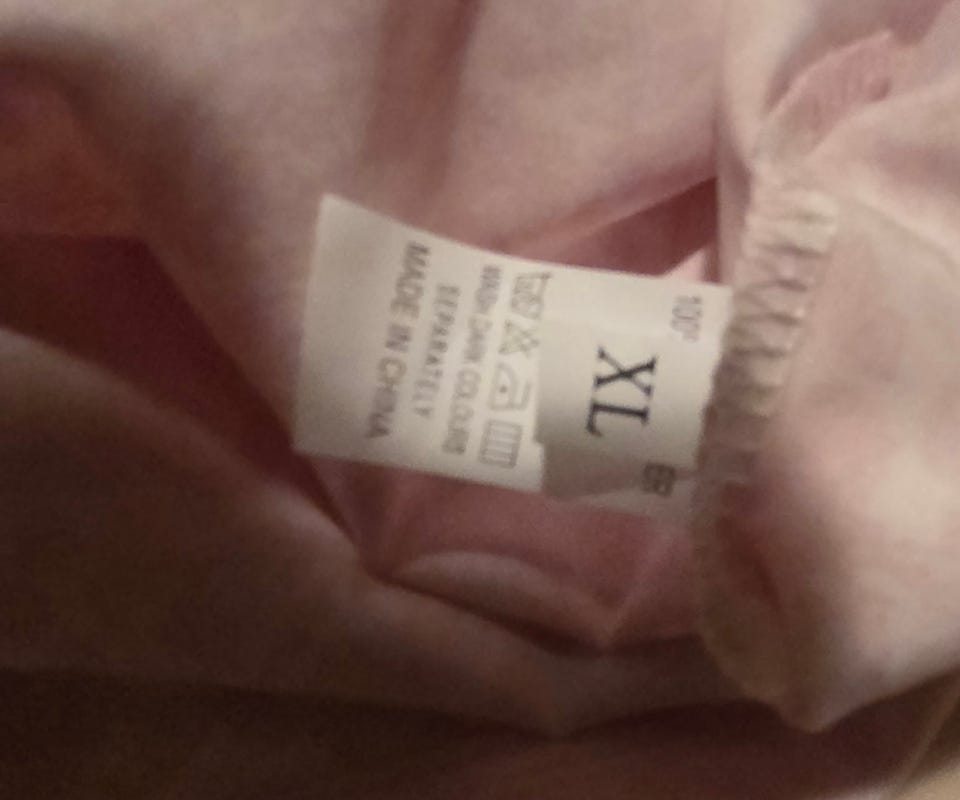 XL
WASH DARK COLOURS
SEPARATELY
MADE IN CHINA